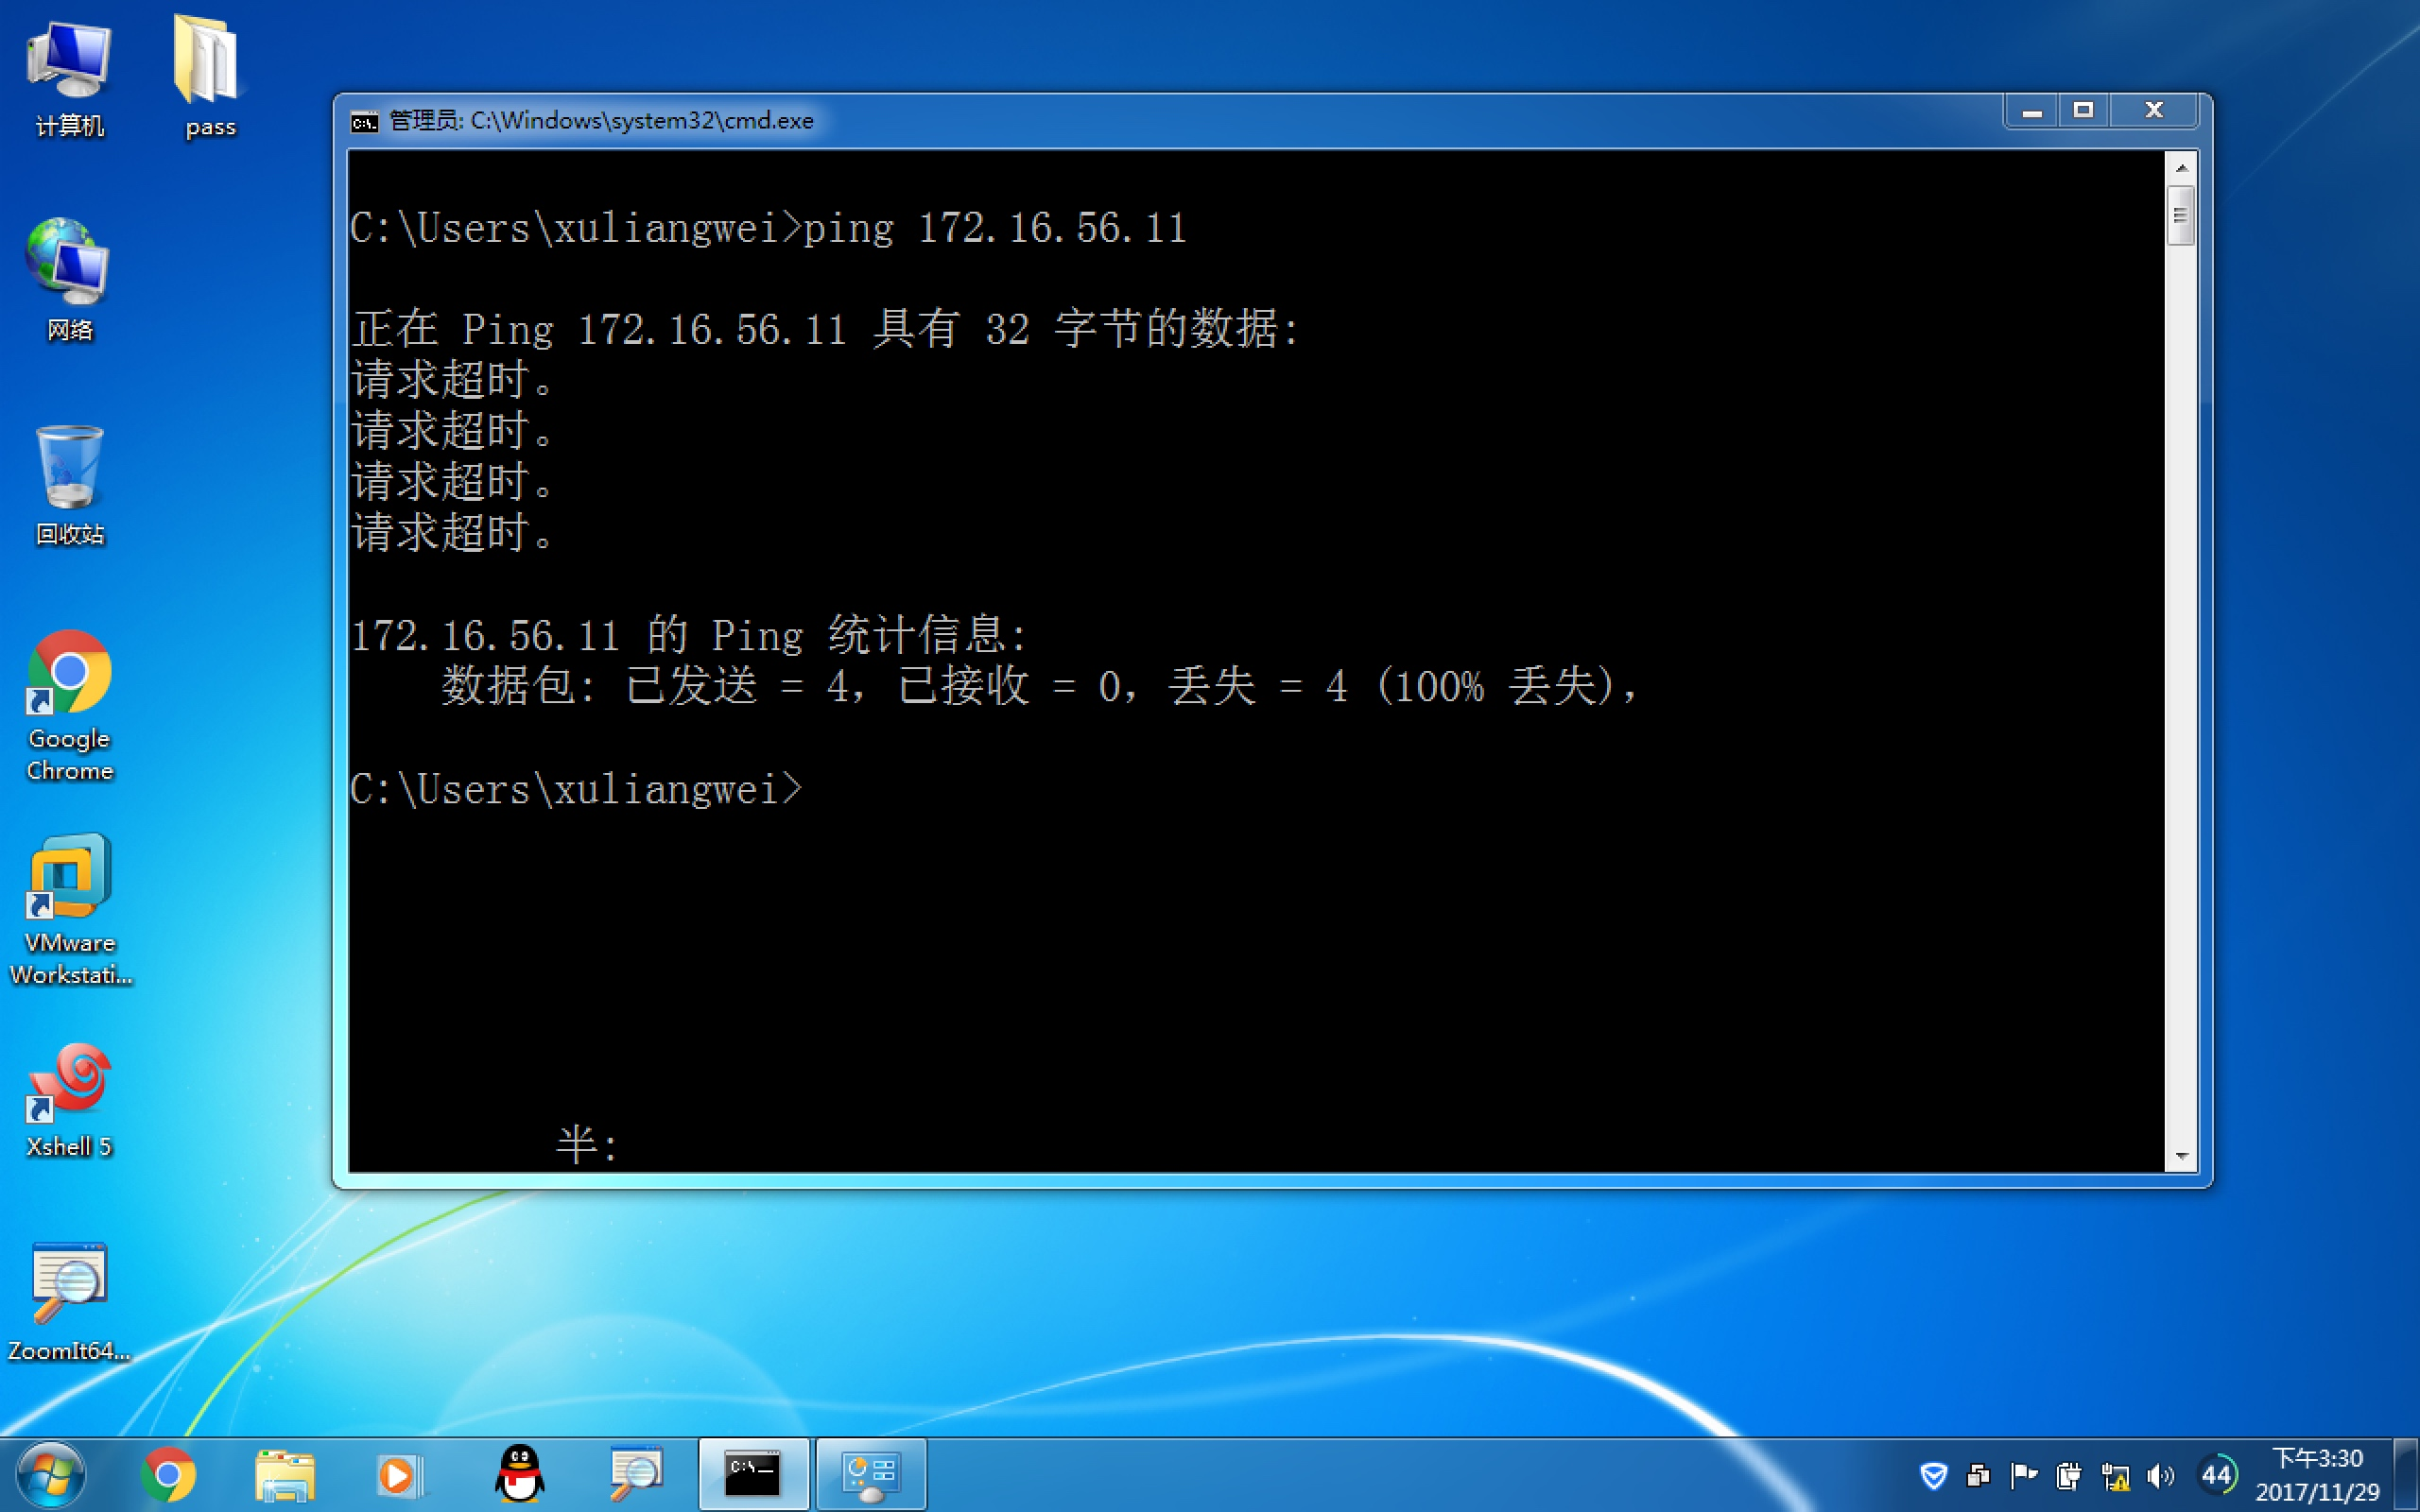 计算机
pass
网络
回收站
Google
Chrome
VMware
Workstati...
Xshell 5
ZoomIt64...
管理员: C:\Windows\system32\cmd.exe
C:\Users\xuliangwei>ping 172.16.56.11
正在 Ping 172.16.56.11 具有 32 字节的数据:
请求超时。
请求超时。
请求超时。
请求超时。
172.16.56.11 的 Ping 统计信息:
数据包: 已发送 = 4，已接收 = 0，丢失 = 4 (100% 丢失)，
C:\Users\xuliangwei>
半:
44
下午3:30
2017/11/29